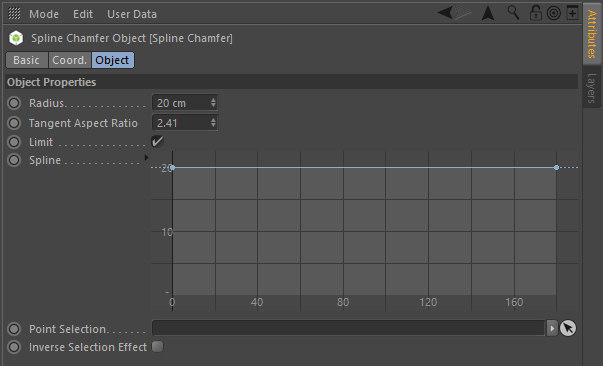 Mode Edit User Data
Spline Chamfer Object [Spline Chamfer]
Basic Coord. Object
Object Properties
Radius. . . . . . . . . . . . 20 cm
Tangent Aspect Ratio 2.41
Limit . . . . . . . . . . . . .
Spline . . . . . . . . . . . .
20
10
-
0 40 80 120 160
Point Selection. . . . . . .
Inverse Selection Effect
Attributes
Layers